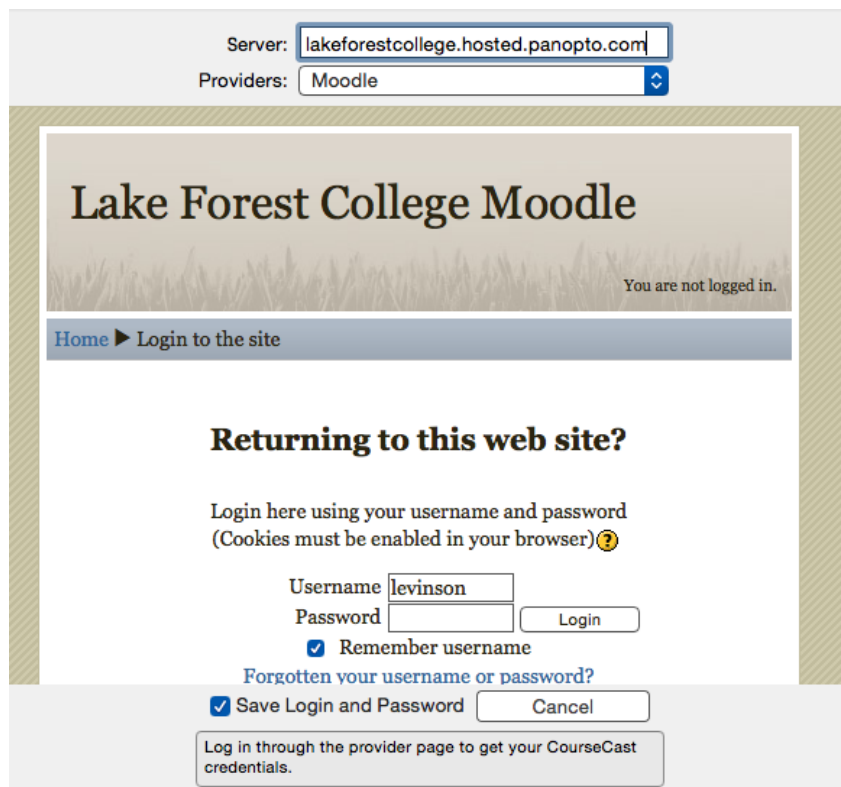 Server: lakeforestcollege.hosted.panopto.com
Providers: Moodle
Lake Forest College Moodle
You are not logged in.
Home ► Login to the site
Returning to this web site?
Login here using your username and password
(Cookies must be enabled in your browser)?
Username levinson
Password Login
Remember username
Forgotten your username or password?
Save Login and Password Cancel
Log in through the provider page to get your CourseCast
credentials.